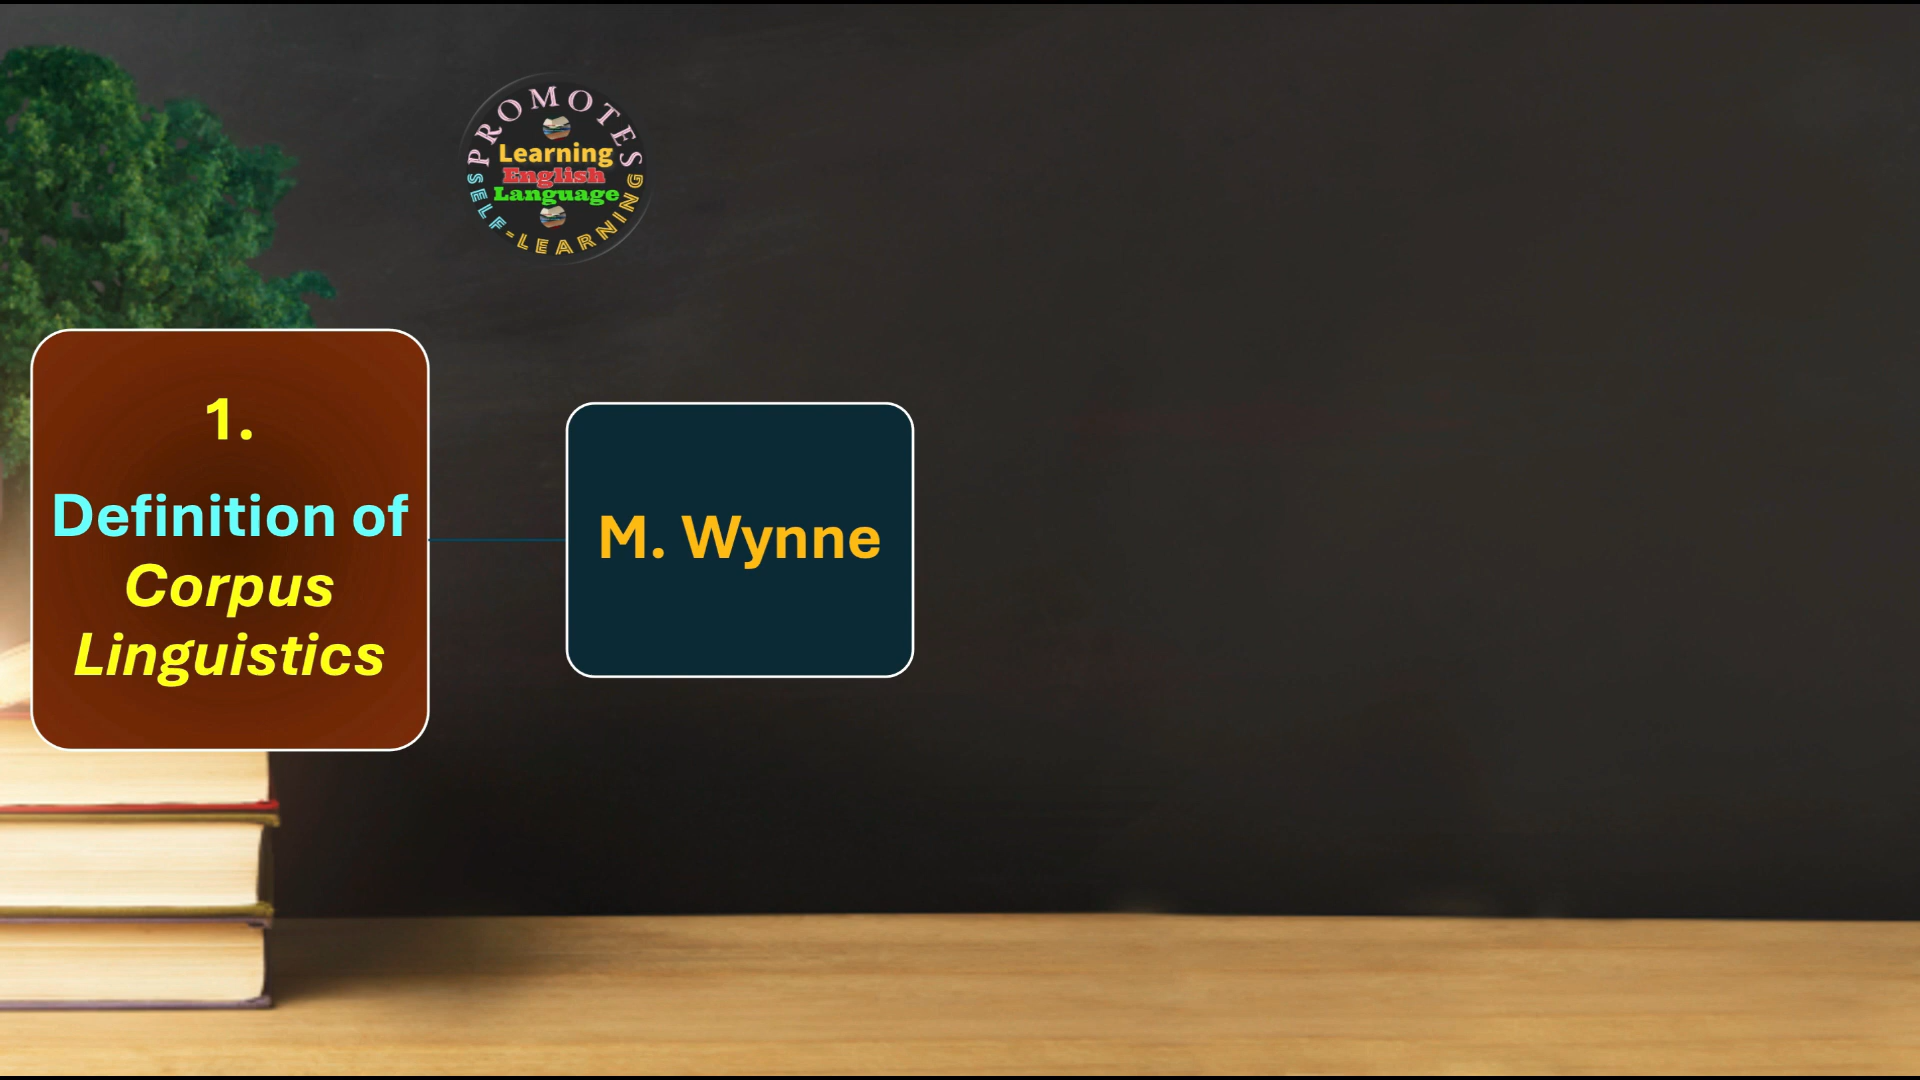 PROMOTES
Learning
English
Language
SELF-LEARNING
1.
Definition of
Corpus
Linguistics
M. Wynne